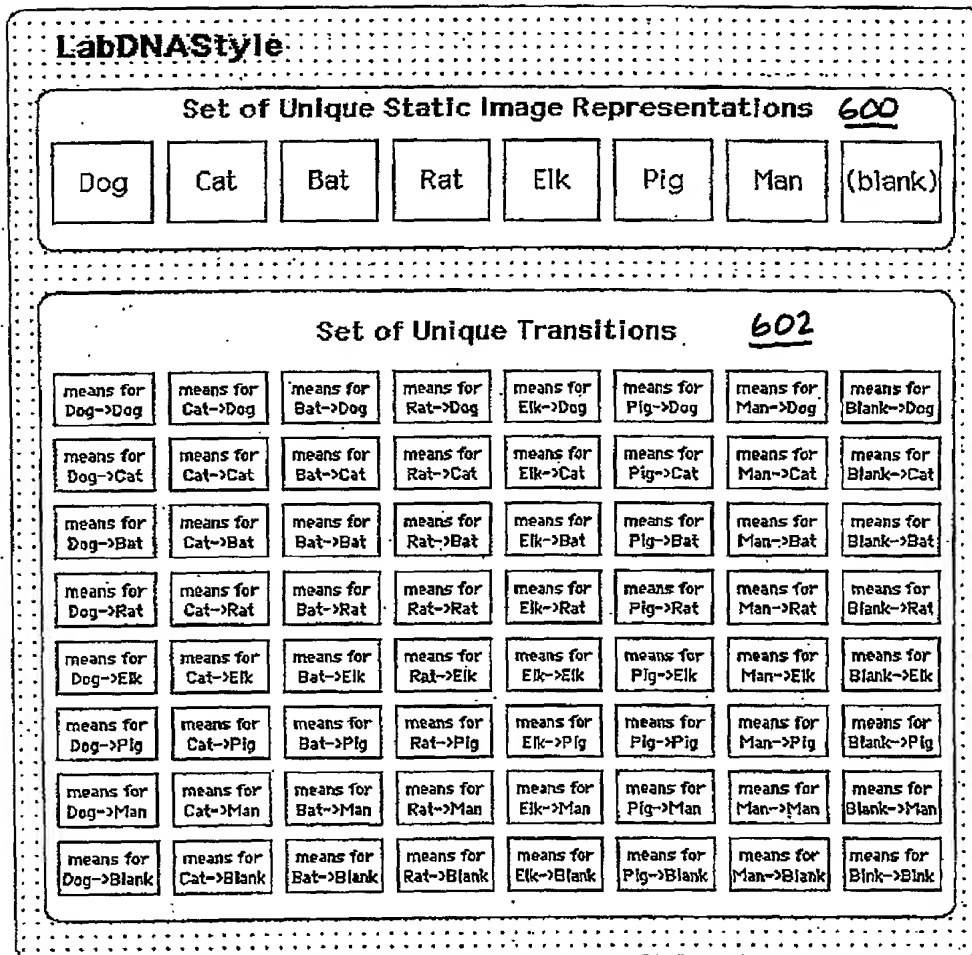 LabDNAStyle
Set of Unique Static Image Representations 600
Dog Cat Bat Rat Elk Pig Man (blank)
Set of Unique Transitions 602
means for means for means for means for means for means for means for means for
Dog->Dog Cat->Dog Bat->Dog Rat->Dog Elk->Dog Pig->Dog Man->Dog Blank->Dog
means for means for means for means for means for means for means for means for
Dog->Cat Cat->Cat Bat->Cat Rat->Cat Elk->Cat Pig->Cat Man->Cat Blank->Cat
means for means for means for means for means for means for means for means for
Dog->Bat Cat->Bat Bat->Bat Rat->Bat Elk->Bat Pig->Bat Man->Bat Blank->Bat
means for means for means for means for means for means for means for means for
Dog->Rat Cat->Rat Bat->Rat Rat->Rat Elk->Rat Pig->Rat Man->Rat Blank->Rat
means for means for means for means for means for means for means for means for
Dog->Elk Cat->Elk Bat->Elk Rat->Elk Elk->Elk Pig->Elk Man->Elk Blank->Elk
means for means for means for means for means for means for means for means for
Dog->Pig Cat->Pig Bat->Pig Rat->Pig Elk->Pig Pig->Pig Man->Pig Blank->Pig
means for means for means for means for means for means for means for means for
Dog->Man Cat->Man Bat->Man Rat->Man Elk->Man Pig->Man Man->Man Blank->Man
means for means for means for means for means for means for means for means for
Dog->Blank Cat->Blank Bat->Blank Rat->Blank Elk->Blank Pig->Blank Man->Blank Blnk->Blnk